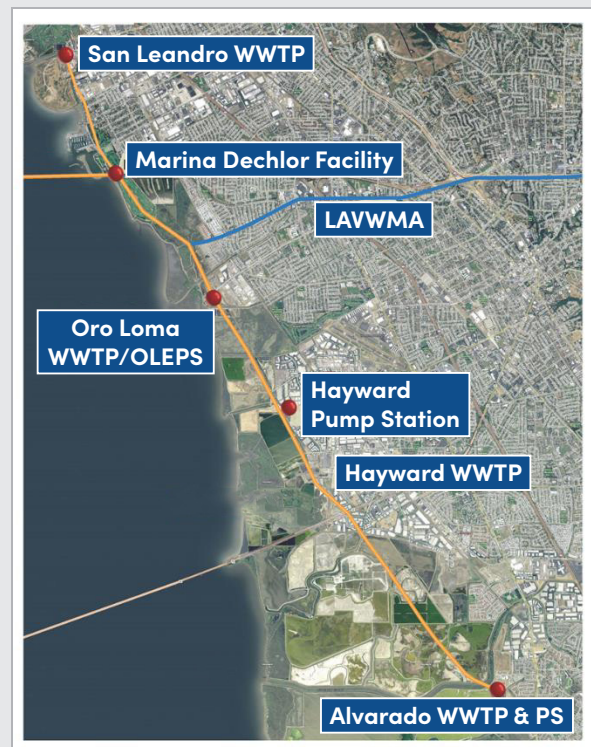 San Leandro WWTP
Marina Dechlor Facility
LAVWMA
Oro Loma
WWTP/OLEPS
Hayward
Pump Station
Hayward WWTP
Alvarado WWTP & PS